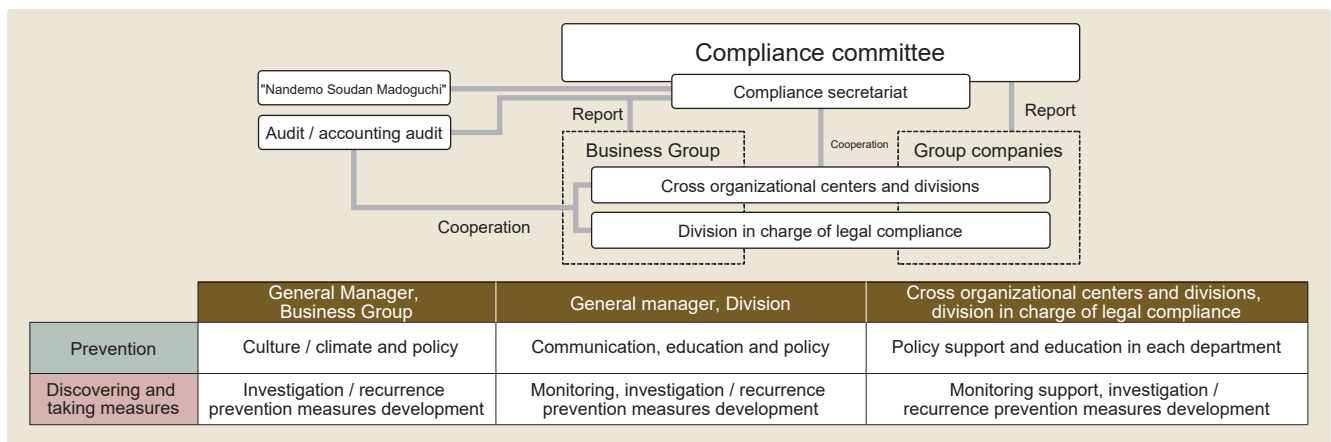 Compliance committee
"Nandemo Soudan Madoguchi"
Compliance secretariat
Report
Report
Audit / accounting audit
Business Group
Cooperation
Group companies
Cross organizational centers and divisions
Cooperation
Division in charge of legal compliance
General Manager,
Business Group
General manager, Division
Cross organizational centers and divisions,
division in charge of legal compliance
Prevention
Culture / climate and policy
Communication, education and policy
Policy support and education in each department
Discovering and
taking measures
Investigation / recurrence
prevention measures development
Monitoring, investigation / recurrence
prevention measures development
Monitoring support, investigation /
recurrence prevention measures development